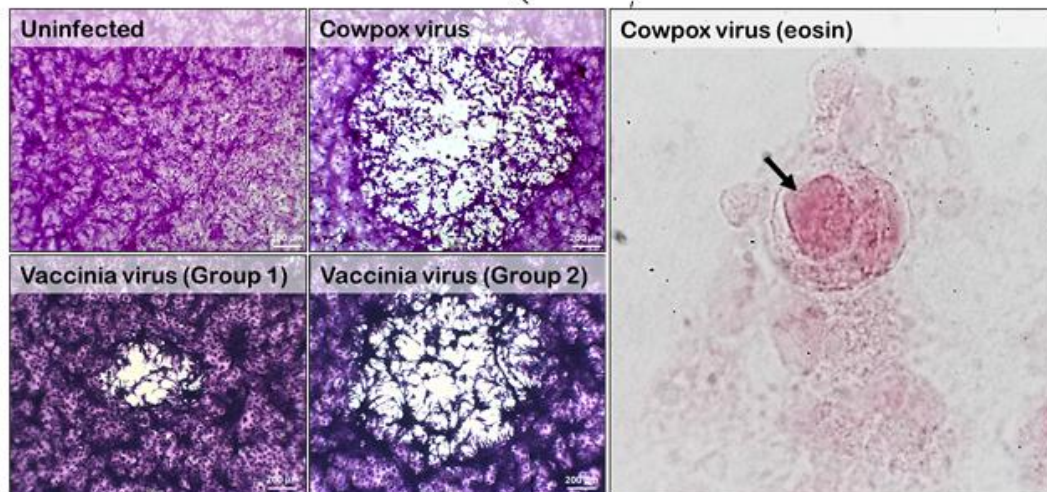 Uninfected
Cowpox virus
Cowpox virus (eosin)
200 µm
200 µm
Vaccinia virus (Group 1)
Vaccinia virus (Group 2)
200 µm
200 µm